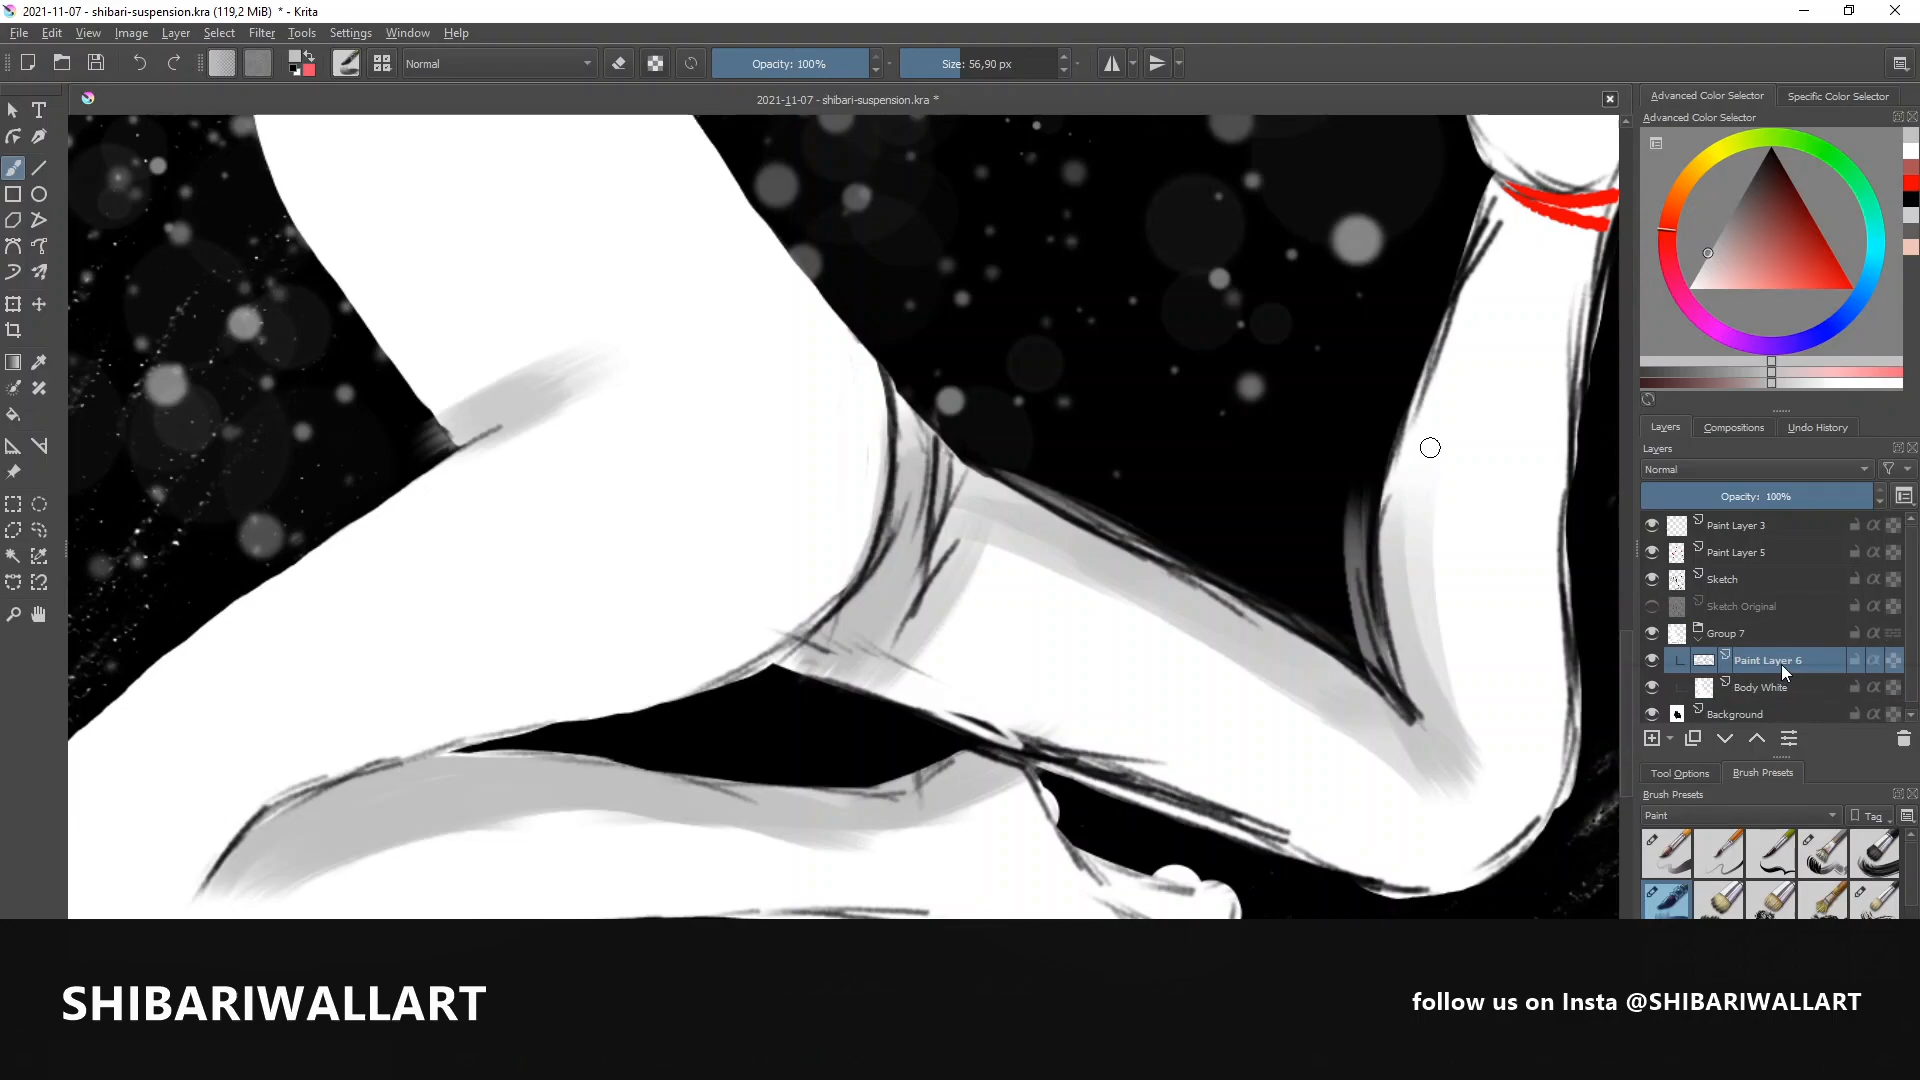 2021-11-07 - shibari-suspension.kra (119,2 MiB) * - Krita
File Edit View Image Layer Select Filter Tools Settings Window Help
Normal Opacity: 100% Size: 56,90 px
2021-11-07 - shibari-suspension.kra *
Advanced Color Selector Specific Color Selector
Advanced Color Selector
Layers Compositions Undo History
Layers
Normal
Opacity: 100%
Paint Layer 3
Paint Layer 5
Sketch
Sketch Original
Group 7
Paint Layer 6
Body White
Background
Tool Options Brush Presets
Brush Presets
Paint Tag
SHIBARIWALLART
follow us on Insta @SHIBARIWALLART